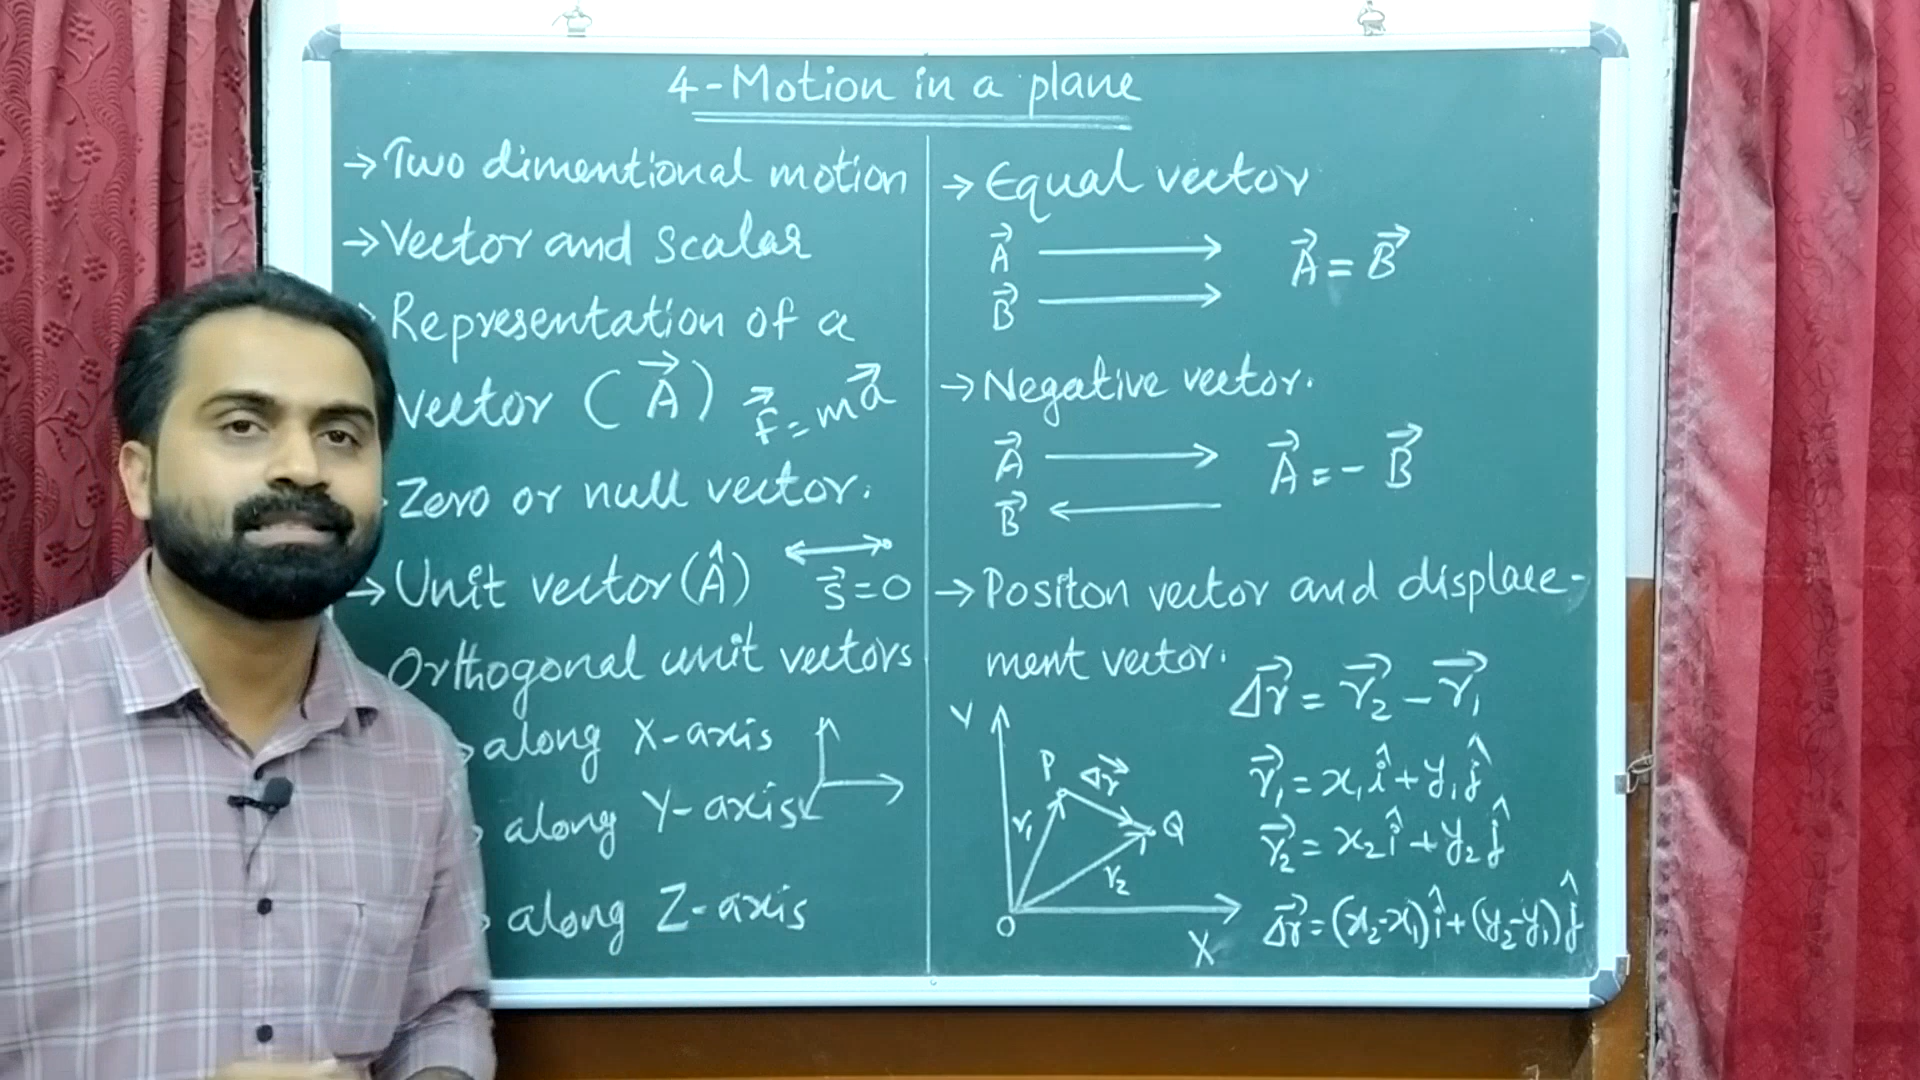 4-Motion in a plane
→ Two dimentional motion
→ Vector and scalar
Representation of a
vector (A⃗) F⃗ = ma⃗
Zero or null vector.
→ Unit vector (Â) s⃗ = 0
Orthogonal unit vectors
along X-axis
along Y-axis
along Z-axis
→ Equal vector
A⃗ A⃗ = B⃗
B⃗
→ Negative vector.
A⃗ A⃗ = - B⃗
B⃗
→ Positon vector and displace-
ment vector.
Δr⃗ = r⃗₂ - r⃗₁
Y
P Δr⃗
r⃗₁ = x₁î + y₁ĵ
r₁ Q
r⃗₂ = x₂î + y₂ĵ
r₂
O X
Δr⃗ = (x₂-x₁)î + (y₂-y₁)ĵ